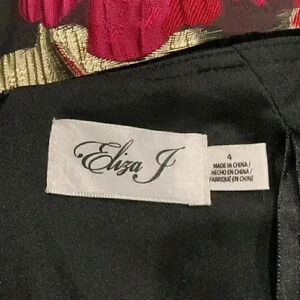 Eliza J
4
MADE IN CHINA /
HECHO EN CHINA /
FABRIQUÉ EN CHINE